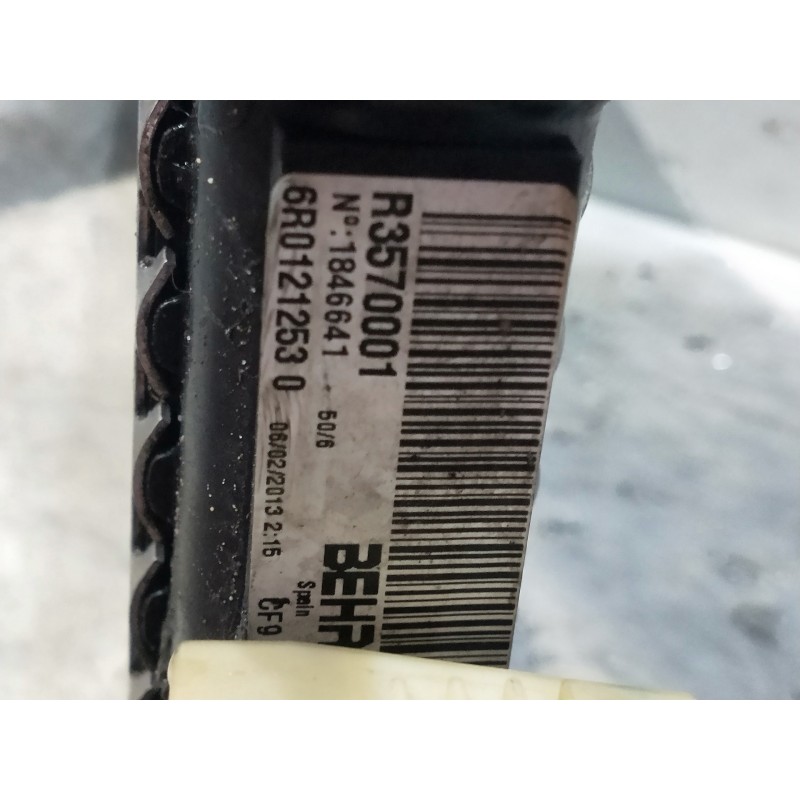 R3570001
Nº:1846641
6R0121253 0
50/6
06/02/2013 2:15
BEHR
Spain
CF9